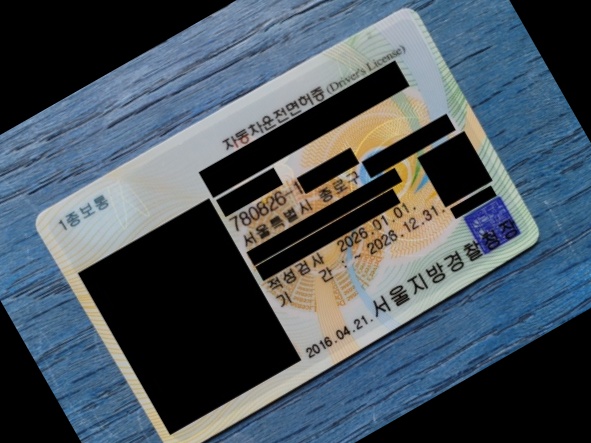 자동차운전면허증 (Driver's License)
1종보통
780826-1
서울특별시 종로구
적성검사 2026.01.01.
기 간 : ~ 2026.12.31.
2016.04.21. 서울지방경찰청장